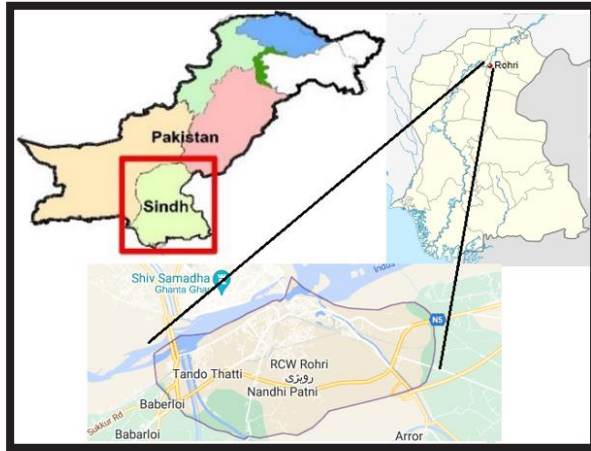 Pakistan
Sindh
Rohri
Shiv Samadha
Ghanta Gha
Indus
N5
RCW Rohri
روہڑی
Tando Thatti
Nandhi Patni
Baberloi
Sukkur Rd
Babarloi
Arror